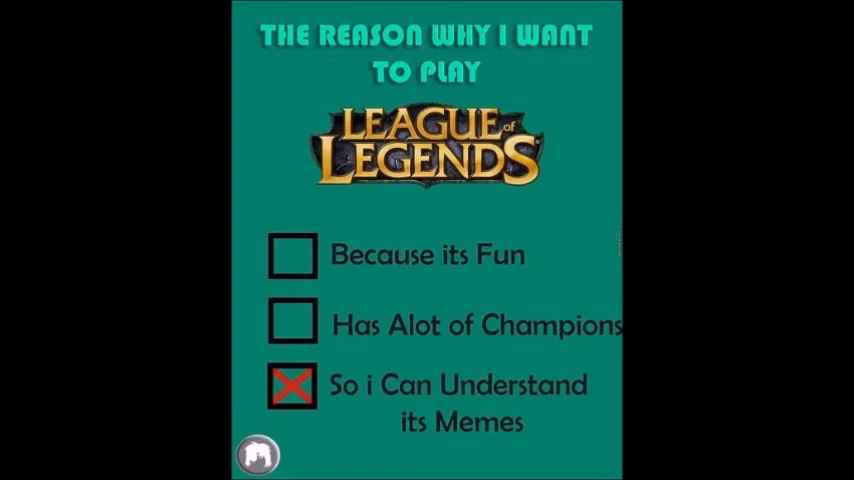 THE REASON WHY I WANT
TO PLAY
LEAGUE of
LEGENDS
Because its Fun
Has Alot of Champions
So i Can Understand
its Memes